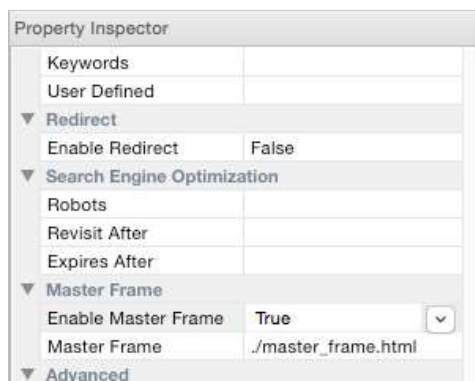 Property Inspector
Keywords
User Defined
Redirect
Enable Redirect False
Search Engine Optimization
Robots
Revisit After
Expires After
Master Frame
Enable Master Frame True
Master Frame ./master_frame.html
Advanced